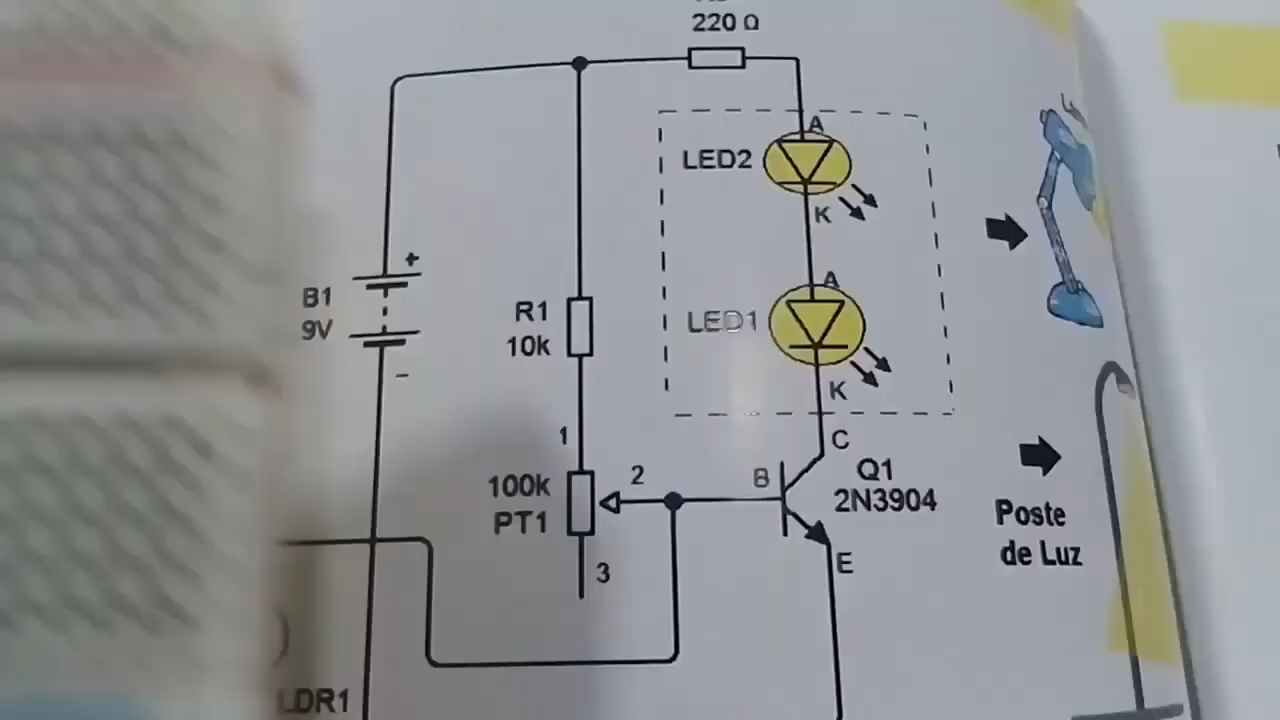 220 Ω
A
LED2
K
+
B1
9V
−
R1
10k
A
LED1
K
1
100k
PT1
2
3
C
B
Q1
2N3904
E
Poste
de Luz
LDR1